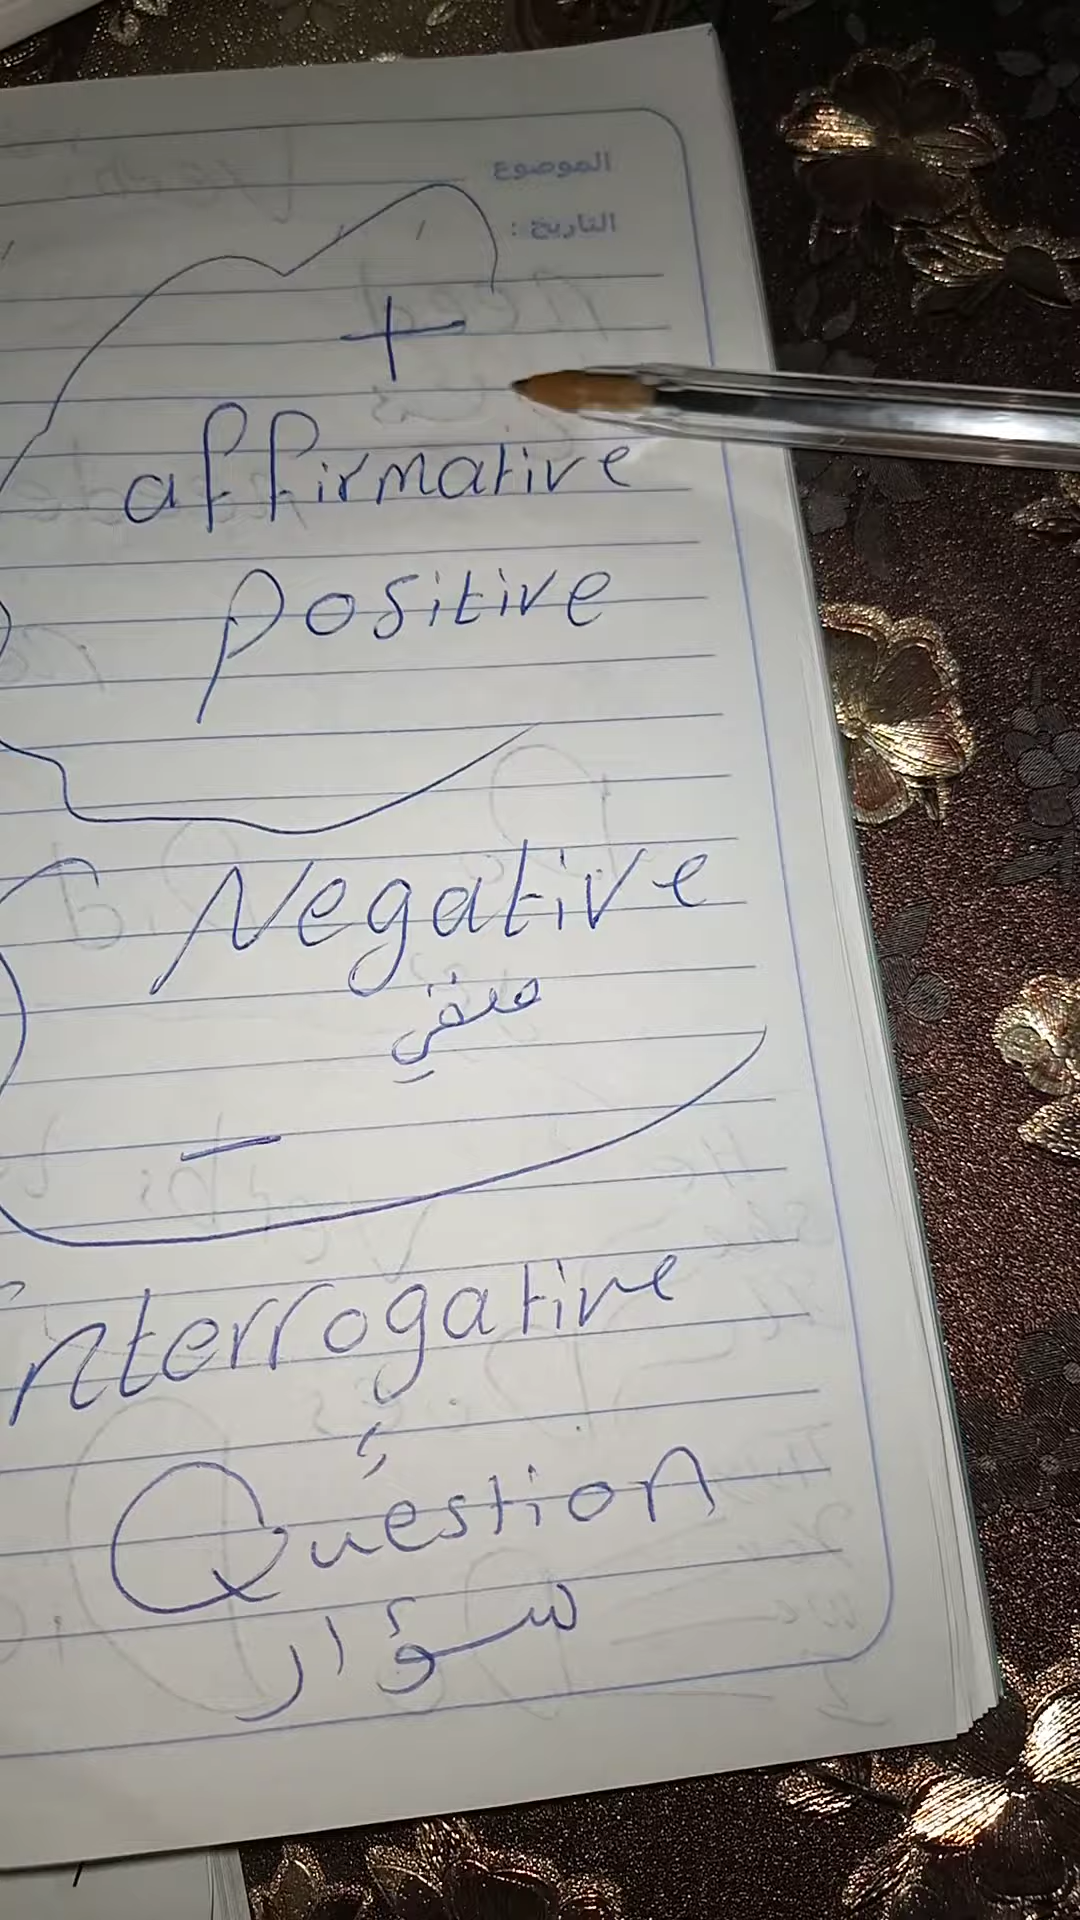 الموضوع
التاريخ :
+
affirmative
positive
Negative
منفي
-
nterrogative
؟
Question
سؤال